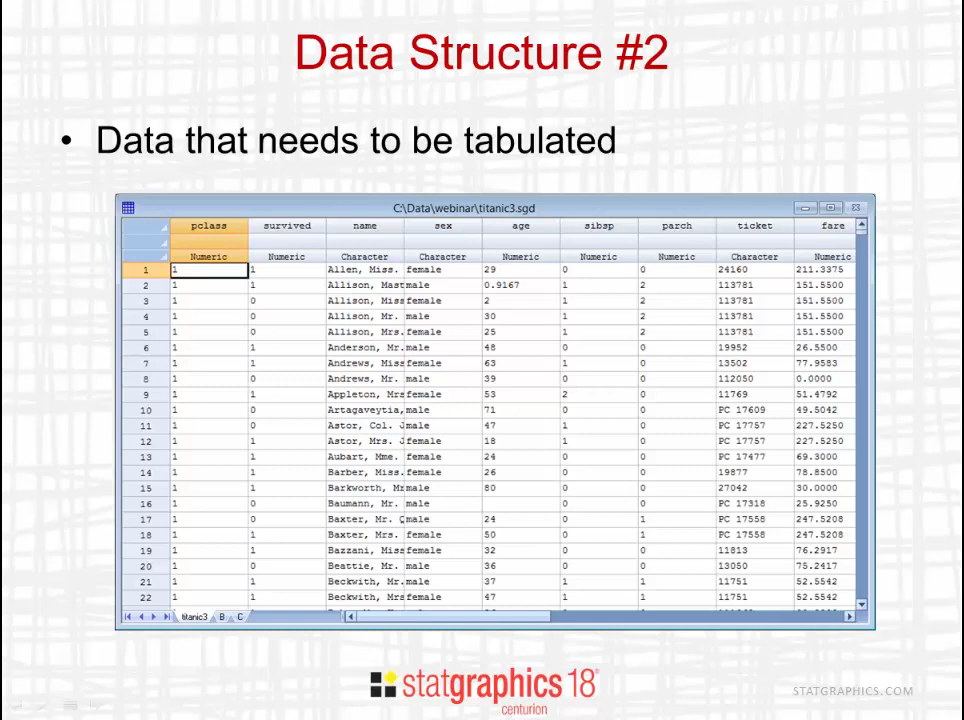 Data Structure #2
• Data that needs to be tabulated
C:\Data\webinar\titanic3.sgd
pclass survived name sex age sibsp parch ticket fare
Numeric Numeric Character Character Numeric Numeric Numeric Character Numeric
1 1 1 Allen, Miss. female 29 0 0 24160 211.3375
2 1 1 Allison, Mast male 0.9167 1 2 113781 151.5500
3 1 0 Allison, Miss female 2 1 2 113781 151.5500
4 1 0 Allison, Mr. male 30 1 2 113781 151.5500
5 1 0 Allison, Mrs. female 25 1 2 113781 151.5500
6 1 1 Anderson, Mr. male 48 0 0 19952 26.5500
7 1 1 Andrews, Miss female 63 1 0 13502 77.9583
8 1 0 Andrews, Mr. male 39 0 0 112050 0.0000
9 1 1 Appleton, Mrs female 53 2 0 11769 51.4792
10 1 0 Artagaveytia, male 71 0 0 PC 17609 49.5042
11 1 0 Astor, Col. J male 47 1 0 PC 17757 227.5250
12 1 1 Astor, Mrs. J female 18 1 0 PC 17757 227.5250
13 1 1 Aubart, Mme. female 24 0 0 PC 17477 69.3000
14 1 1 Barber, Miss. female 26 0 0 19877 78.8500
15 1 1 Barkworth, Mr male 80 0 0 27042 30.0000
16 1 0 Baumann, Mr. male 0 0 PC 17318 25.9250
17 1 0 Baxter, Mr. Q male 24 0 1 PC 17558 247.5208
18 1 1 Baxter, Mrs. female 50 0 1 PC 17558 247.5208
19 1 1 Bazzani, Miss female 32 0 0 11813 76.2917
20 1 0 Beattie, Mr. male 36 0 0 13050 75.2417
21 1 1 Beckwith, Mr. male 37 1 1 11751 52.5542
22 1 1 Beckwith, Mrs female 47 1 1 11751 52.5542
titanic3 B C
statgraphics 18®
centurion
STATGRAPHICS.COM